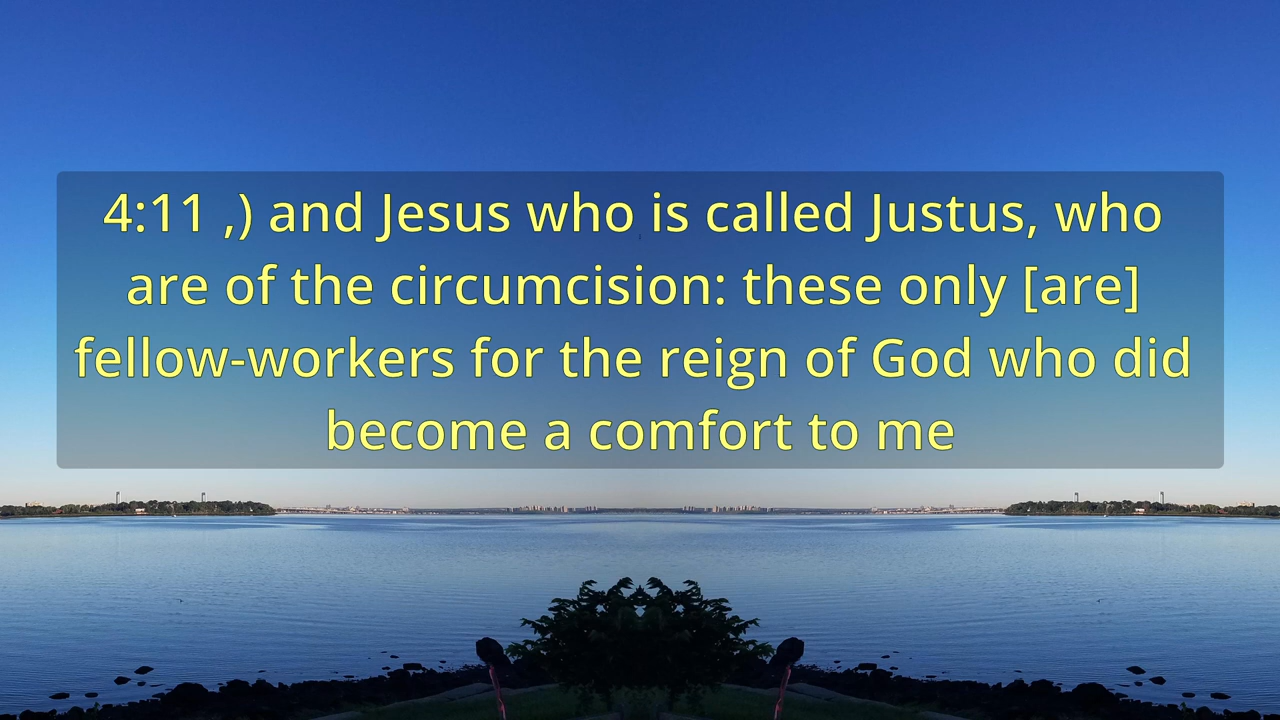 4:11 ,) and Jesus who is called Justus, who
are of the circumcision: these only [are]
fellow-workers for the reign of God who did
become a comfort to me